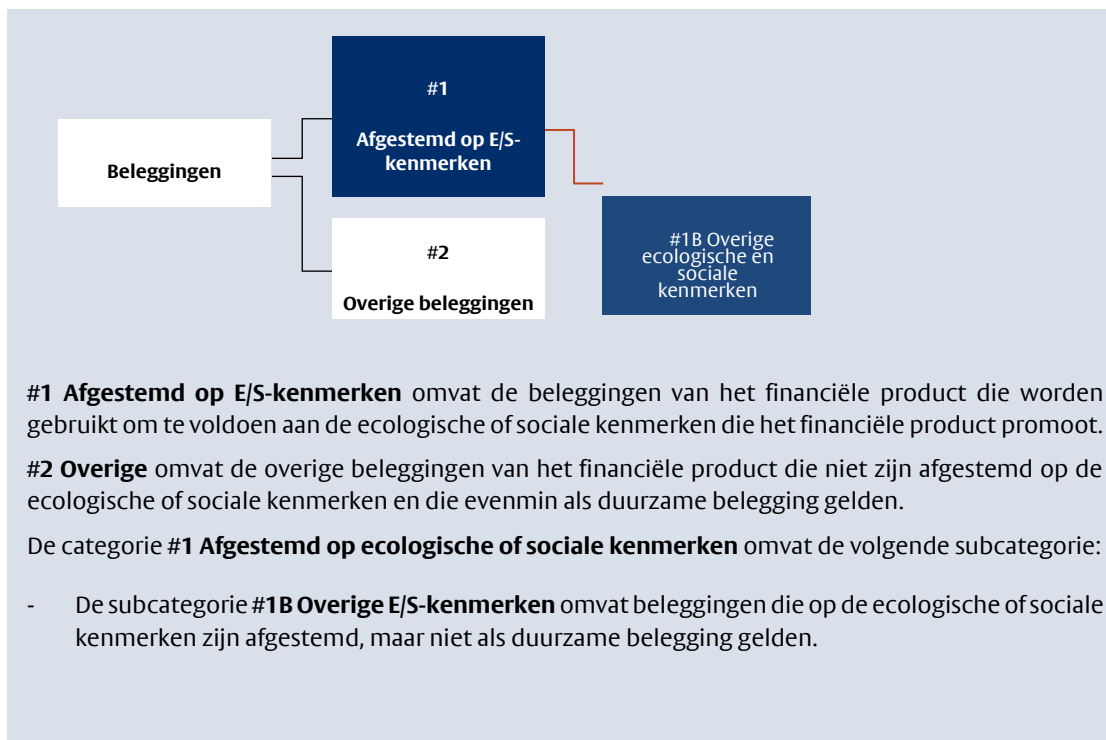 #1
Afgestemd op E/S-
kenmerken
Beleggingen
#2
Overige beleggingen
#1B Overige
ecologische en
sociale
kenmerken
#1 Afgestemd op E/S-kenmerken omvat de beleggingen van het financiële product die worden
gebruikt om te voldoen aan de ecologische of sociale kenmerken die het financiële product promoot.
#2 Overige omvat de overige beleggingen van het financiële product die niet zijn afgestemd op de
ecologische of sociale kenmerken en die evenmin als duurzame belegging gelden.
De categorie #1 Afgestemd op ecologische of sociale kenmerken omvat de volgende subcategorie:
- De subcategorie #1B Overige E/S-kenmerken omvat beleggingen die op de ecologische of sociale
kenmerken zijn afgestemd, maar niet als duurzame belegging gelden.